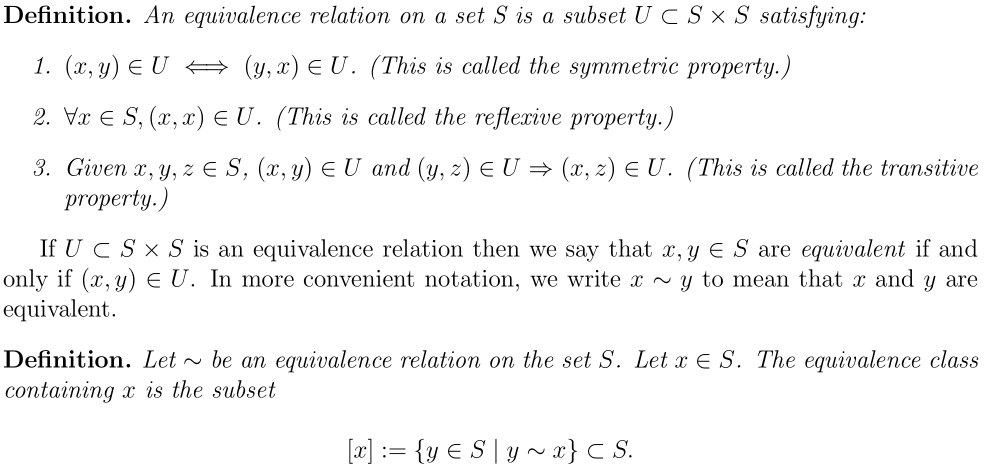 Definition. An equivalence relation on a set S is a subset U ⊂ S × S satisfying:
1. (x, y) ∈ U ⟺ (y, x) ∈ U. (This is called the symmetric property.)
2. ∀x ∈ S, (x, x) ∈ U. (This is called the reflexive property.)
3. Given x, y, z ∈ S, (x, y) ∈ U and (y, z) ∈ U ⇒ (x, z) ∈ U. (This is called the transitive
property.)
If U ⊂ S × S is an equivalence relation then we say that x, y ∈ S are equivalent if and
only if (x, y) ∈ U. In more convenient notation, we write x ∼ y to mean that x and y are
equivalent.
Definition. Let ∼ be an equivalence relation on the set S. Let x ∈ S. The equivalence class
containing x is the subset
[x] := {y ∈ S | y ∼ x} ⊂ S.